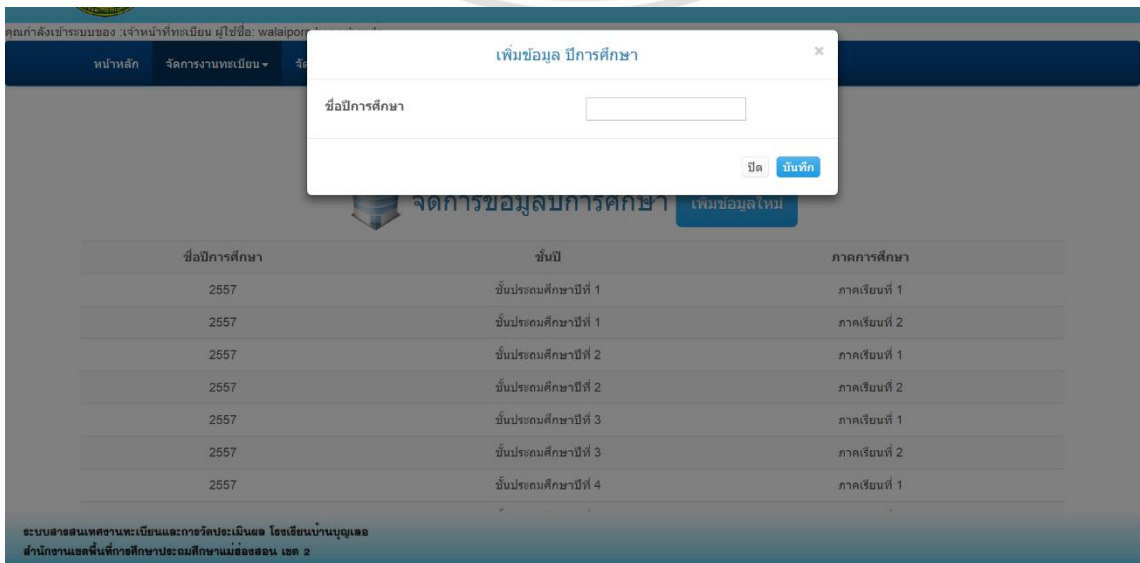 คุณกำลังเข้าระบบของ :เจ้าหน้าที่ทะเบียน ผู้ใช้ชื่อ: walaiporn
หน้าหลัก จัดการงานทะเบียน
เพิ่มข้อมูล ปีการศึกษา ×
ชื่อปีการศึกษา
ปิด บันทึก
จัดการข้อมูลปีการศึกษา เพิ่มข้อมูลใหม่
ชื่อปีการศึกษา ชั้นปี ภาคการศึกษา
2557 ชั้นประถมศึกษาปีที่ 1 ภาคเรียนที่ 1
2557 ชั้นประถมศึกษาปีที่ 1 ภาคเรียนที่ 2
2557 ชั้นประถมศึกษาปีที่ 2 ภาคเรียนที่ 1
2557 ชั้นประถมศึกษาปีที่ 2 ภาคเรียนที่ 2
2557 ชั้นประถมศึกษาปีที่ 3 ภาคเรียนที่ 1
2557 ชั้นประถมศึกษาปีที่ 3 ภาคเรียนที่ 2
2557 ชั้นประถมศึกษาปีที่ 4 ภาคเรียนที่ 1
ระบบสารสนเทศงานทะเบียนและการวัดประเมินผล โรงเรียนบ้านบุญเลอ
สำนักงานเขตพื้นที่การศึกษาประถมศึกษาแม่ฮ่องสอน เขต 2